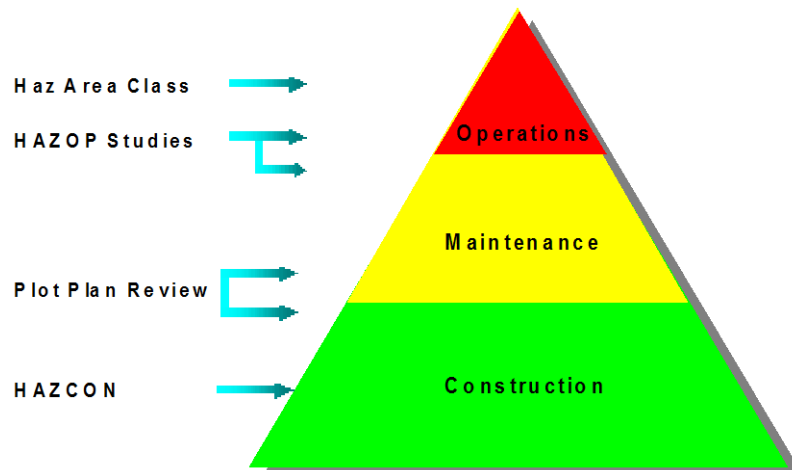 Haz Area Class
HAZOP Studies
Operations
Maintenance
Plot Plan Review
HAZCON
Construction